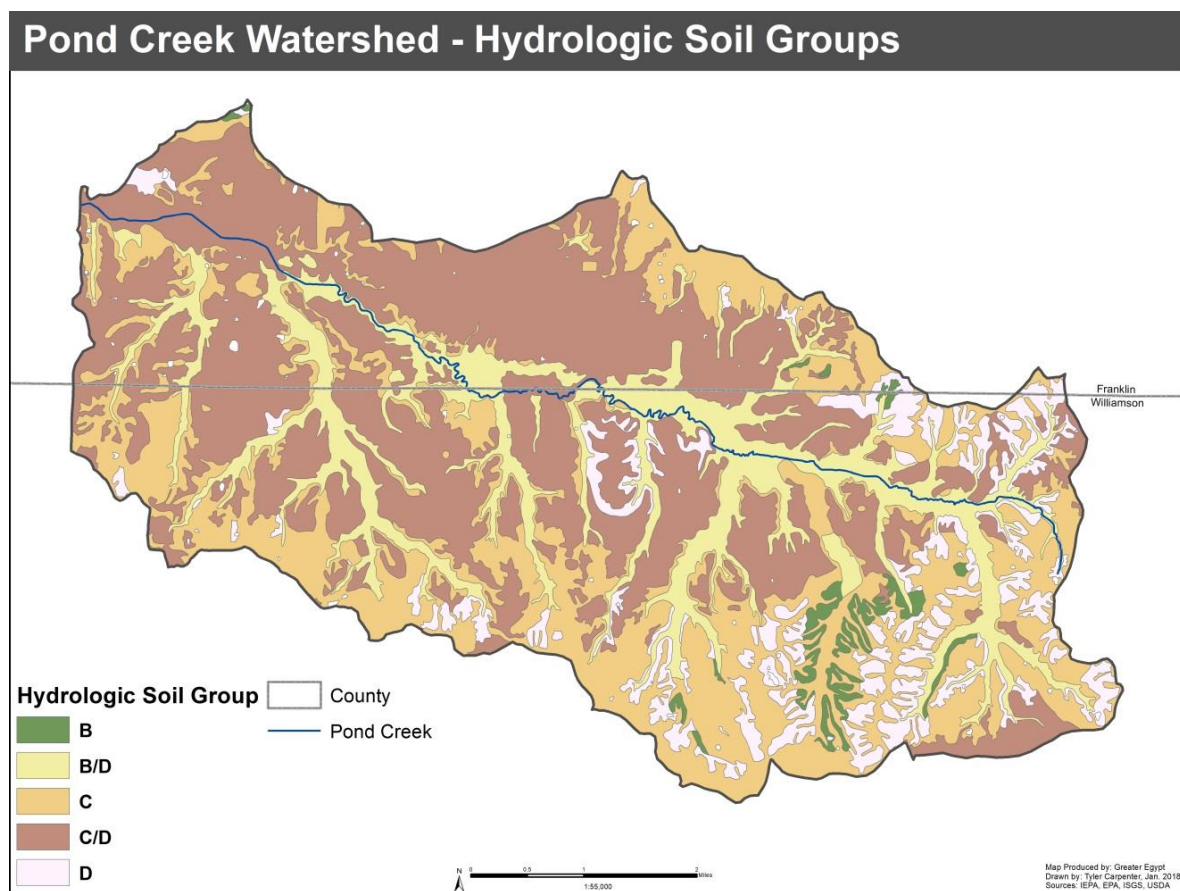 Pond Creek Watershed - Hydrologic Soil Groups
Franklin
Williamson
Hydrologic Soil Group
B
B/D
C
C/D
D
County
Pond Creek
N
0 0.5 1 2
Miles
1:55,000
Map Produced by: Greater Egypt
Drawn by: Tyler Carpenter, Jan. 2018
Sources: IEPA, EPA, ISGS, USDA